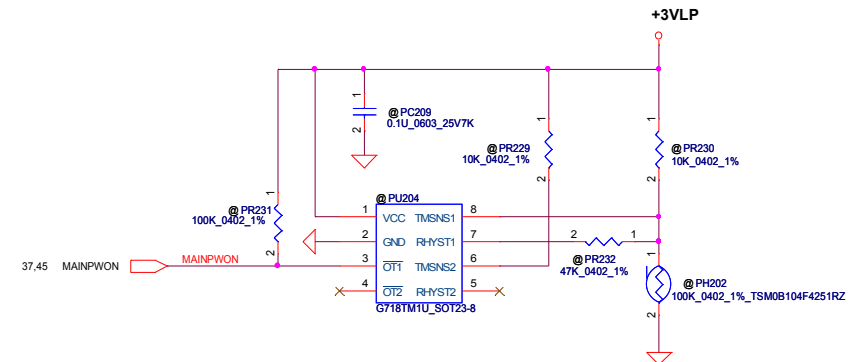 +3VLP
1
@ PC209
0.1U_0603_25V7K
2
1
@ PR229
10K_0402_1%
2
1
@ PR230
10K_0402_1%
2
1
@ PR231
100K_0402_1%
2
@ PU204
1 VCC TMSNS1 8
2 GND RHYST1 7
3 OT1 TMSNS2 6
4 OT2 RHYST2 5
G718TM1U_SOT23-8
2 1
@ PR232
47K_0402_1%
37,45 MAINPWON MAINPWON
1
@ PH202
100K_0402_1%_TSM0B104F4251RZ
2